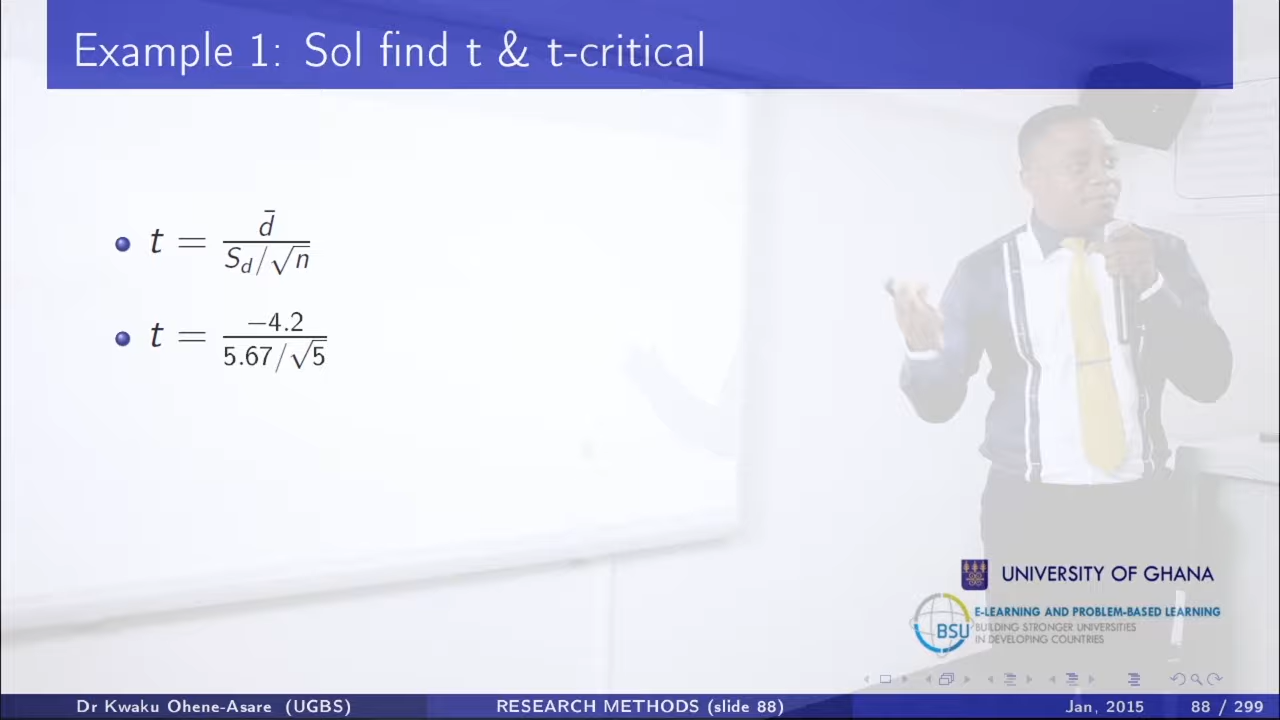 Example 1: Sol find t & t-critical
t = d̄ / (S_d/√n)
t = −4.2 / (5.67/√5)
UNIVERSITY OF GHANA
E-LEARNING AND PROBLEM-BASED LEARNING
BSU
BUILDING STRONGER UNIVERSITIES
IN DEVELOPING COUNTRIES
Dr Kwaku Ohene-Asare (UGBS) RESEARCH METHODS (slide 88) Jan, 2015 88 / 299